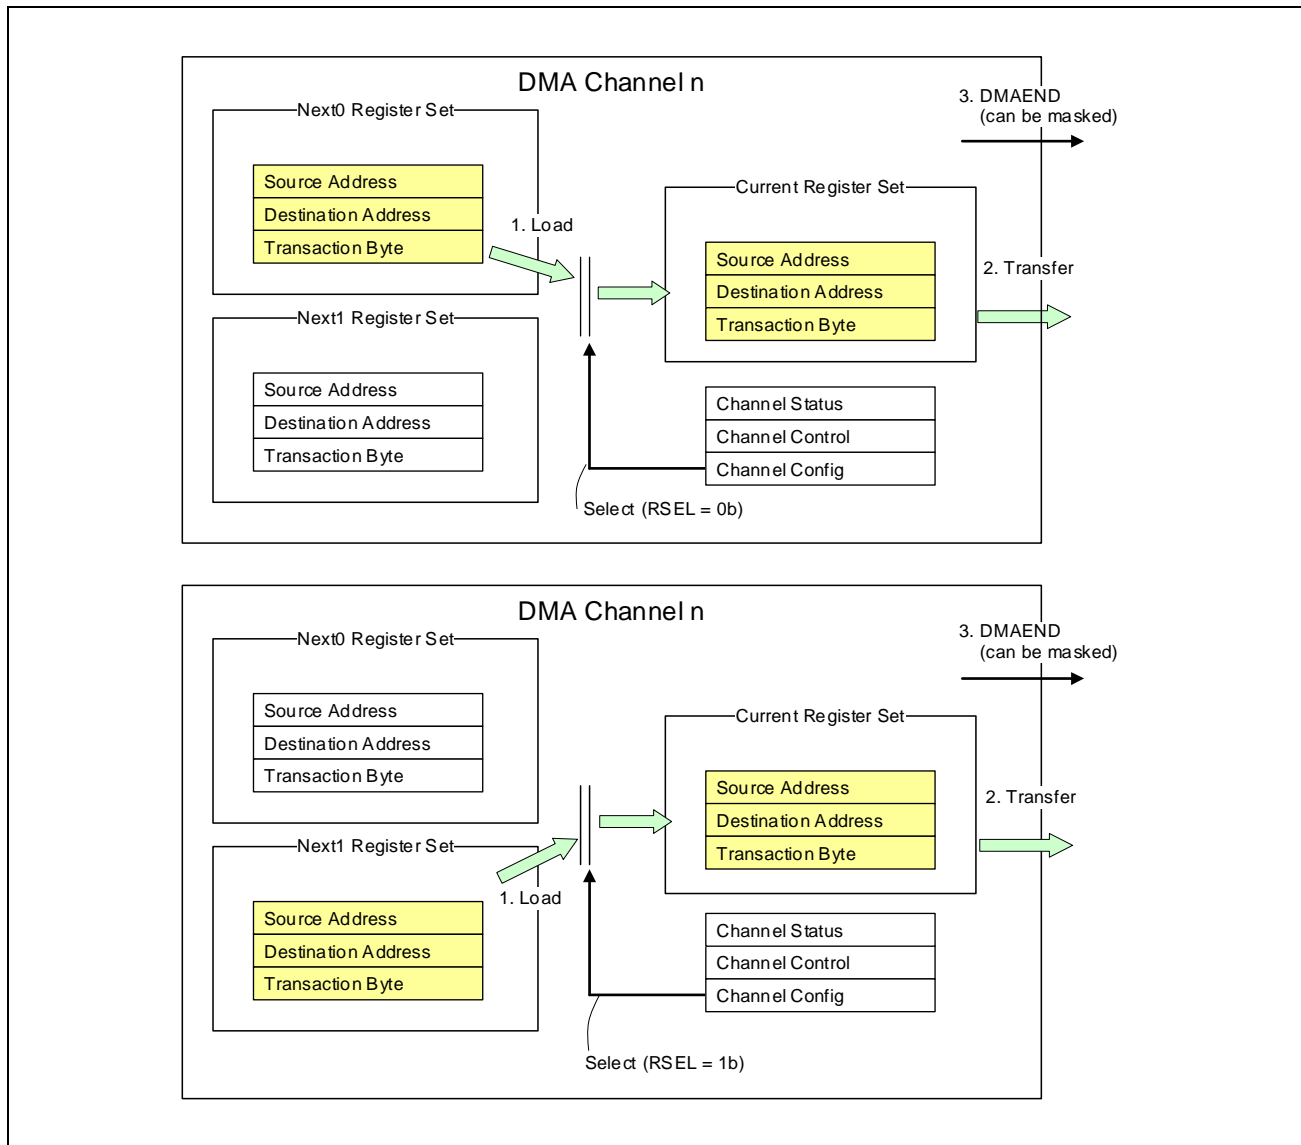 DMA Channel n
3. DMAEND
(can be masked)
Next0 Register Set
Source Address
Destination Address
Transaction Byte
1. Load
Current Register Set
Source Address
Destination Address
Transaction Byte
2. Transfer
Next1 Register Set
Source Address
Destination Address
Transaction Byte
Channel Status
Channel Control
Channel Config
Select (RSEL = 0b)
DMA Channel n
3. DMAEND
(can be masked)
Next0 Register Set
Source Address
Destination Address
Transaction Byte
Current Register Set
Source Address
Destination Address
Transaction Byte
2. Transfer
Next1 Register Set
1. Load
Source Address
Destination Address
Transaction Byte
Channel Status
Channel Control
Channel Config
Select (RSEL = 1b)